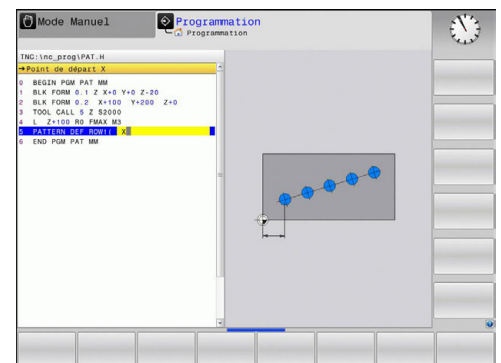 Mode Manuel
Programmation
Programmation
TNC:\nc_prog\PAT.H
→Point de départ X
0 BEGIN PGM PAT MM
1 BLK FORM 0.1 Z X+0 Y+0 Z-20
2 BLK FORM 0.2 X+100 Y+200 Z+0
3 TOOL CALL 5 Z S2000
4 L Z+100 R0 FMAX M3
5 PATTERN DEF ROW1( X
6 END PGM PAT MM